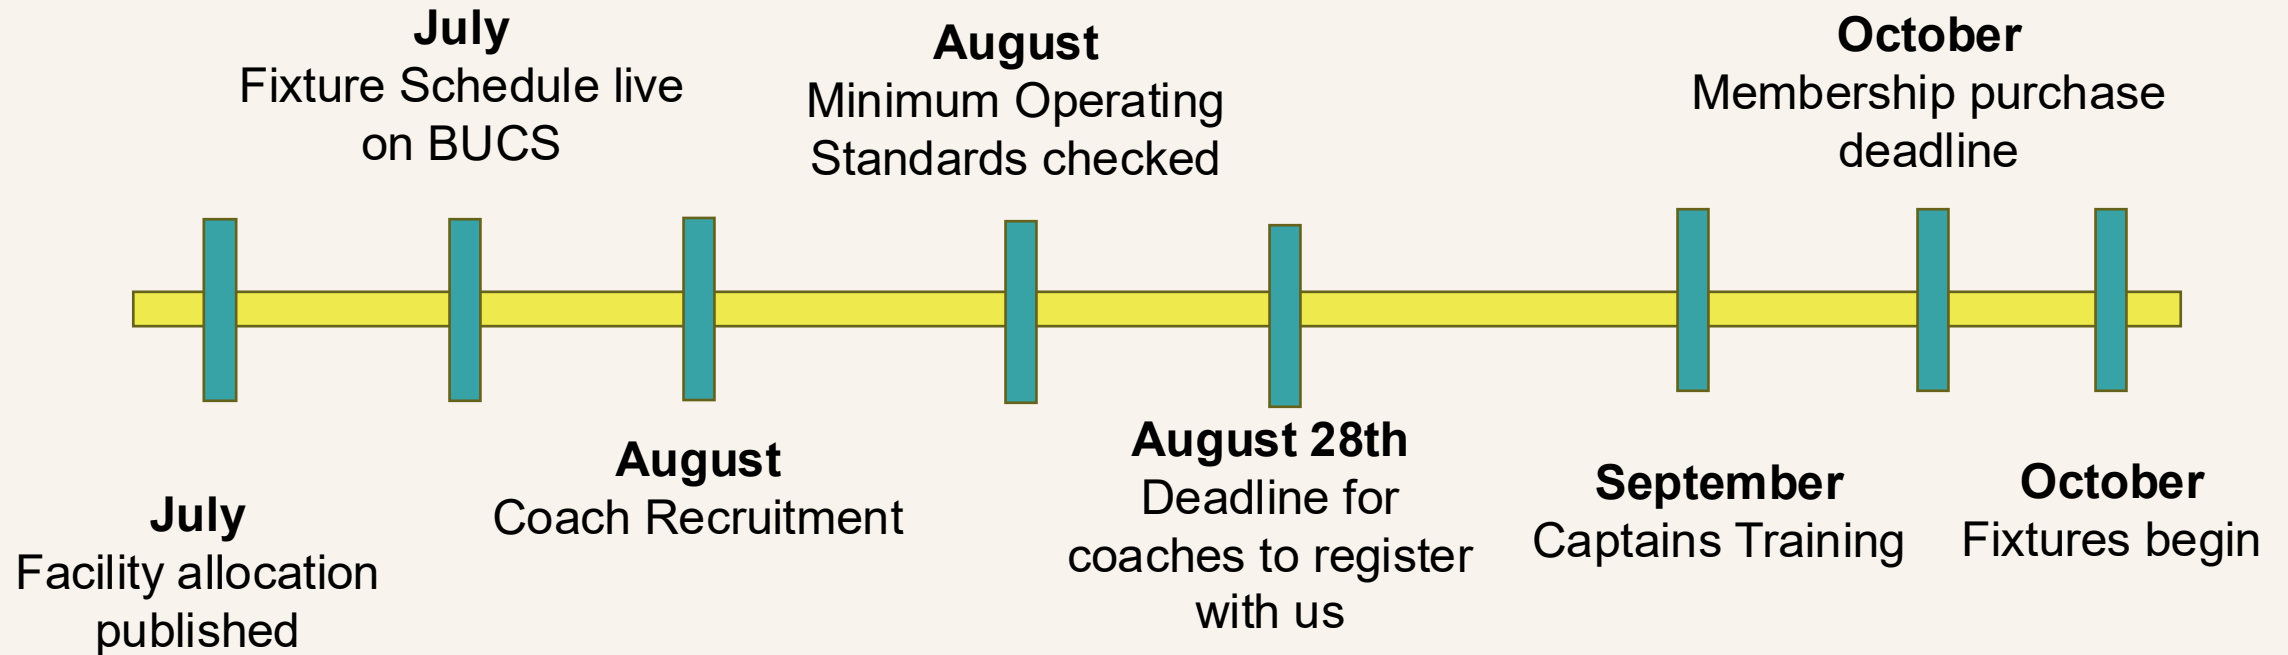 July
Facility allocation
published
July
Fixture Schedule live
on BUCS
August
Coach Recruitment
August
Minimum Operating
Standards checked
August 28th
Deadline for
coaches to register
with us
September
Captains Training
October
Membership purchase
deadline
October
Fixtures begin